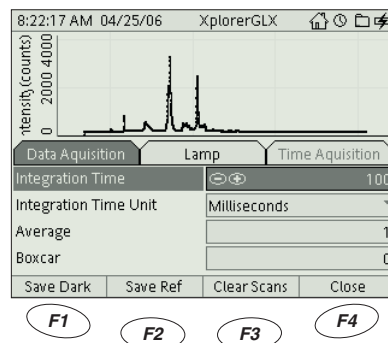 8:22:17 AM 04/25/06 XplorerGLX
ntensity(counts)
4000
2000
0
Data Aquisition Lamp Time Aquisition
Integration Time 100
Integration Time Unit Milliseconds
Average 1
Boxcar 0
Save Dark Save Ref Clear Scans Close
F1 F2 F3 F4